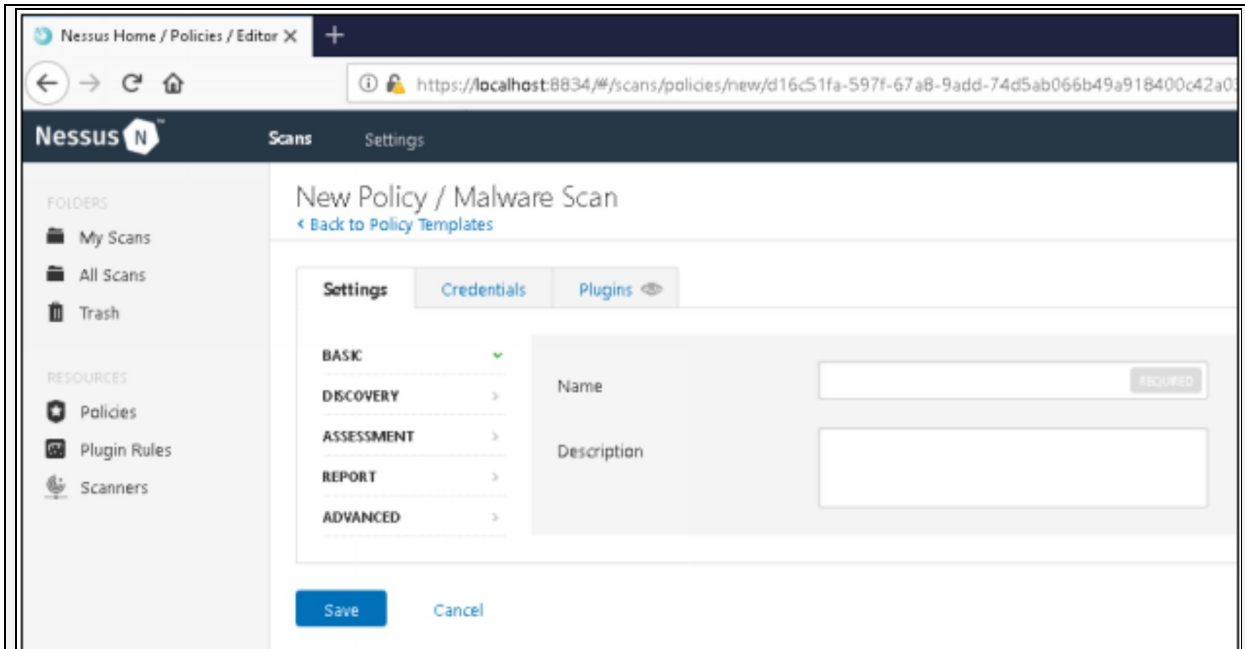 Nessus Home / Policies / Editor
https://localhost:8834/#/scans/policies/new/d16c51fa-597f-67a8-9add-74d5ab066b49a918400c42a03
Nessus N ™
Scans
Settings
FOLDERS
My Scans
All Scans
Trash
RESOURCES
Policies
Plugin Rules
Scanners
New Policy / Malware Scan
Back to Policy Templates
Settings
Credentials
Plugins
BASIC
DISCOVERY
ASSESSMENT
REPORT
ADVANCED
Name
REQUIRED
Description
Save
Cancel